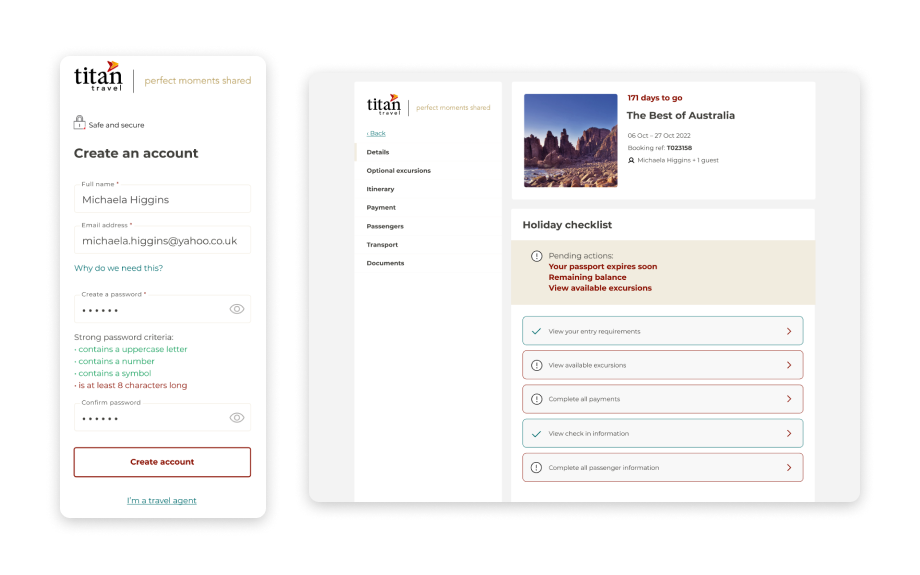 titan
travel
perfect moments shared
Safe and secure
Create an account
Full name *
Michaela Higgins
Email address *
michaela.higgins@yahoo.co.uk
Why do we need this?
Create a password *
••••••
Strong password criteria:
• contains a uppercase letter
• contains a number
• contains a symbol
• is at least 8 characters long
Confirm password
••••••
Create account
I'm a travel agent
titan
travel
perfect moments shared
‹ Back
Details
Optional excursions
Itinerary
Payment
Passengers
Transport
Documents
171 days to go
The Best of Australia
06 Oct - 27 Oct 2022
Booking ref: T023158
Michaela Higgins + 1 guest
Holiday checklist
Pending actions:
Your passport expires soon
Remaining balance
View available excursions
View your entry requirements
View available excursions
Complete all payments
View check in information
Complete all passenger information